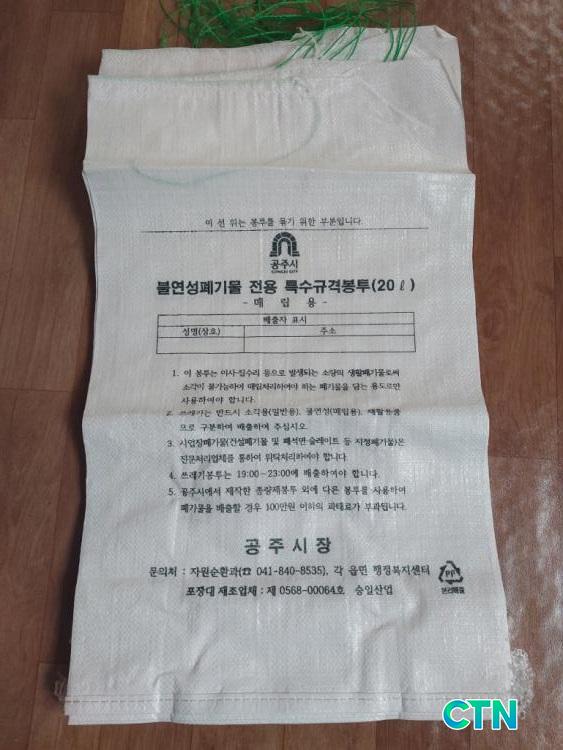 이 선 위는 봉투를 묶기 위한 부분입니다.
공주시
GONGJU CITY
불연성폐기물 전용 특수규격봉투(20ℓ)
- 매 립 용 -
배출자 표시
성명(상호) 주소
1. 이 봉투는 이사·집수리 등으로 발생되는 소량의 생활폐기물로써
소각이 불가능하여 매립처리하여야 하는 폐기물을 담는 용도로만
사용하여야 합니다.
2. 쓰레기는 반드시 소각용(일반용), 불연성(매립용), 재활용품
으로 구분하여 배출하여 주십시오.
3. 사업장폐기물(건설폐기물 및 폐석면·슬레이트 등 지정폐기물)은
전문처리업체를 통하여 위탁처리하여야 합니다.
4. 쓰레기봉투는 19:00~23:00에 배출하여야 합니다.
5. 공주시에서 제작한 종량제봉투 외에 다른 봉투를 사용하여
폐기물을 배출할 경우 100만원 이하의 과태료가 부과됩니다.
공 주 시 장
문의처 : 자원순환과(☎ 041-840-8535), 각 읍면 행정복지센터
포장대 제조업체 : 제 0568-00064호 승일산업
PP
분리배출
CTN